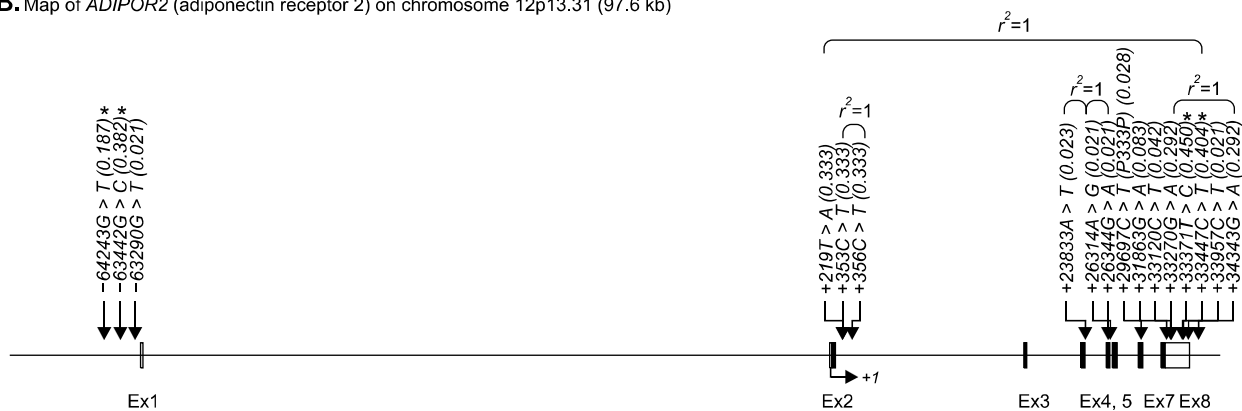 B. Map of ADIPOR2 (adiponectin receptor 2) on chromosome 12p13.31 (97.6 kb)
r²=1
r²=1
r²=1
r²=1
−64243G > T (0.187)*
−63442G > C (0.382)*
−63290G > T (0.021)
+219T > A (0.333)
+353C > T (0.333)
+356C > T (0.333)
+23833A > T (0.023)
+26314A > G (0.021)
+26344G > A (0.021)
+29697C > T (P333P) (0.028)
+31863G > A (0.083)
+33120C > T (0.042)
+33270G > A (0.292)
+33371T > C (0.450)*
+33447C > T (0.404)*
+33957C > T (0.021)
+34343G > A (0.292)
+1
Ex1 Ex2 Ex3 Ex4, 5 Ex7 Ex8